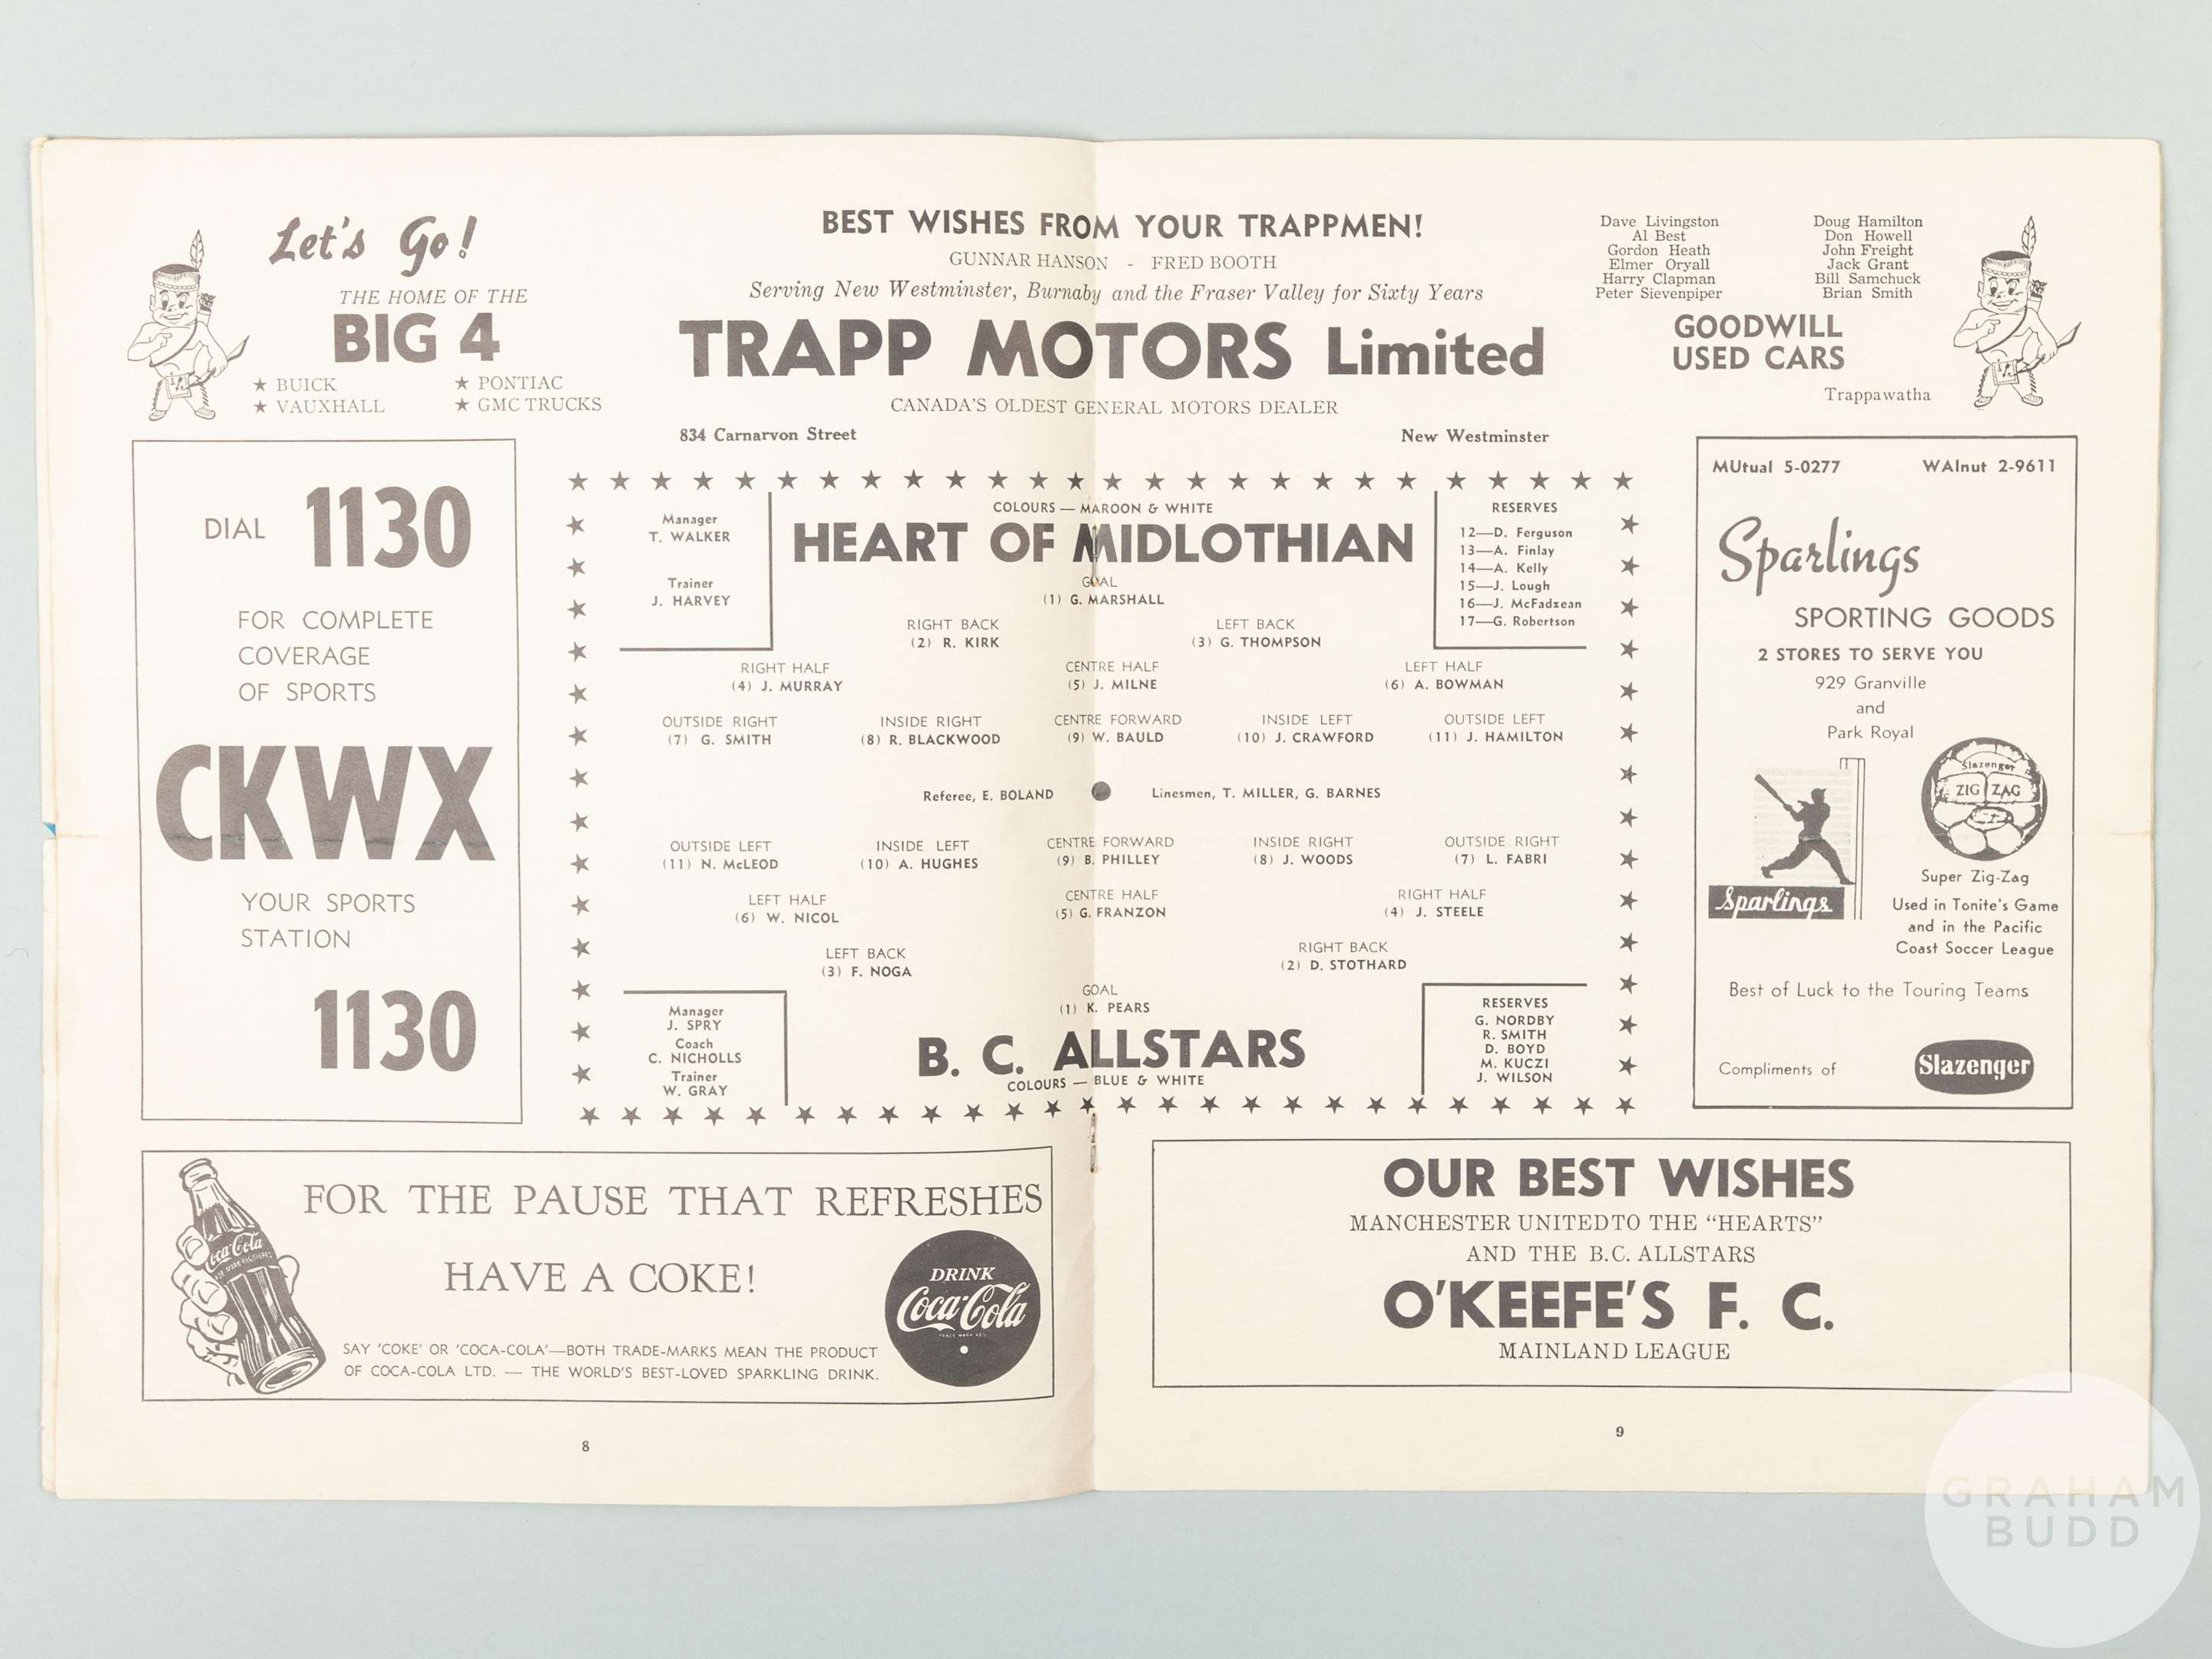 Let's Go!
THE HOME OF THE
BIG 4
★ BUICK ★ PONTIAC
★ VAUXHALL ★ GMC TRUCKS
BEST WISHES FROM YOUR TRAPPMEN!
GUNNAR HANSON - FRED BOOTH
Serving New Westminster, Burnaby and the Fraser Valley for Sixty Years
TRAPP MOTORS Limited
CANADA'S OLDEST GENERAL MOTORS DEALER
834 Carnarvon Street New Westminster
Dave Livingston Doug Hamilton
Al Best Don Howell
Gordon Heath John Freight
Elmer Oryall Jack Grant
Harry Clapman Bill Samchuck
Peter Sievenpiper Brian Smith
GOODWILL
USED CARS
Trappawatha
DIAL 1130
FOR COMPLETE
COVERAGE
OF SPORTS
CKWX
YOUR SPORTS
STATION
1130
Manager
T. WALKER
Trainer
J. HARVEY
COLOURS — MAROON & WHITE
HEART OF MIDLOTHIAN
RESERVES
12—D. Ferguson
13—A. Finlay
14—A. Kelly
15—J. Lough
16—J. McFadzean
17—G. Robertson
GOAL
(1) G. MARSHALL
RIGHT BACK LEFT BACK
(2) R. KIRK (3) G. THOMPSON
RIGHT HALF CENTRE HALF LEFT HALF
(4) J. MURRAY (5) J. MILNE (6) A. BOWMAN
OUTSIDE RIGHT INSIDE RIGHT CENTRE FORWARD INSIDE LEFT OUTSIDE LEFT
(7) G. SMITH (8) R. BLACKWOOD (9) W. BAULD (10) J. CRAWFORD (11) J. HAMILTON
Referee, E. BOLAND Linesmen, T. MILLER, G. BARNES
OUTSIDE LEFT INSIDE LEFT CENTRE FORWARD INSIDE RIGHT OUTSIDE RIGHT
(11) N. McLEOD (10) A. HUGHES (9) B. PHILLEY (8) J. WOODS (7) L. FABRI
LEFT HALF CENTRE HALF RIGHT HALF
(6) W. NICOL (5) G. FRANZON (4) J. STEELE
LEFT BACK RIGHT BACK
(3) F. NOGA (2) D. STOTHARD
GOAL
(1) K. PEARS
Manager
J. SPRY
Coach
C. NICHOLLS
Trainer
W. GRAY
B. C. ALLSTARS
COLOURS — BLUE & WHITE
RESERVES
G. NORDBY
R. SMITH
D. BOYD
M. KUCZI
J. WILSON
MUtual 5-0277 WAlnut 2-9611
Sparlings
SPORTING GOODS
2 STORES TO SERVE YOU
929 Granville
and
Park Royal
Slazenger
ZIG ZAG
Sparlings
Super Zig-Zag
Used in Tonite's Game
and in the Pacific
Coast Soccer League
Best of Luck to the Touring Teams
Compliments of Slazenger
FOR THE PAUSE THAT REFRESHES
HAVE A COKE!
Coca-Cola
DRINK
Coca-Cola
SAY 'COKE' OR 'COCA-COLA'—BOTH TRADE-MARKS MEAN THE PRODUCT
OF COCA-COLA LTD. — THE WORLD'S BEST-LOVED SPARKLING DRINK.
OUR BEST WISHES
MANCHESTER UNITEDTO THE "HEARTS"
AND THE B.C. ALLSTARS
O'KEEFE'S F. C.
MAINLAND LEAGUE
8
9
GRAHAM
BUDD